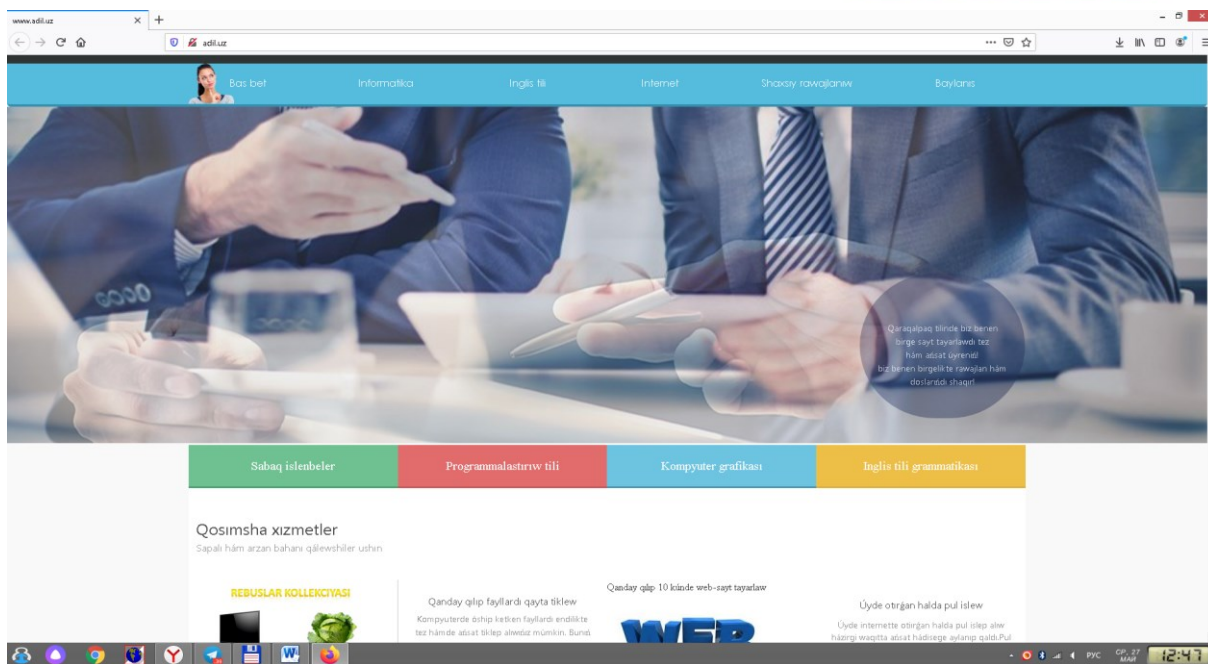 www.adil.uz
adil.uz
Bas bet
Informatika
Inglis tili
Internet
Shaxsıy rawajlanıw
Baylanıs
Qaraqalpaq tilinde biz benen
birge sayt tayarlawdı tez
hám ańsat úyreniń!
biz benen birgelikte rawajlan hám
doslarıńdı shaqır!
Sabaq islenbeler
Programmalastırıw tili
Kompyuter grafikası
Inglis tili grammatikası
Qosımsha xızmetler
Sapalı hám arzan bahanı qálewshiler ushın
REBUSLAR KOLLEKCIYASI
Qanday qılıp fayllardı qayta tiklew
Kompyuterde óship ketken fayllardı endilikte
tez hámde ańsat tiklep alıwıńız múmkin. Bunıń
Qanday qılıp 10 kúnde web-sayt tayarlaw
WEB
Úyde otırǵan halda pul islew
Úyde internette otırǵan halda pul islep alıw
házirgi waqıtta ańsat hádisege aylanıp qaldı.Pul
РУС
СР, 27
МАЙ
12:47